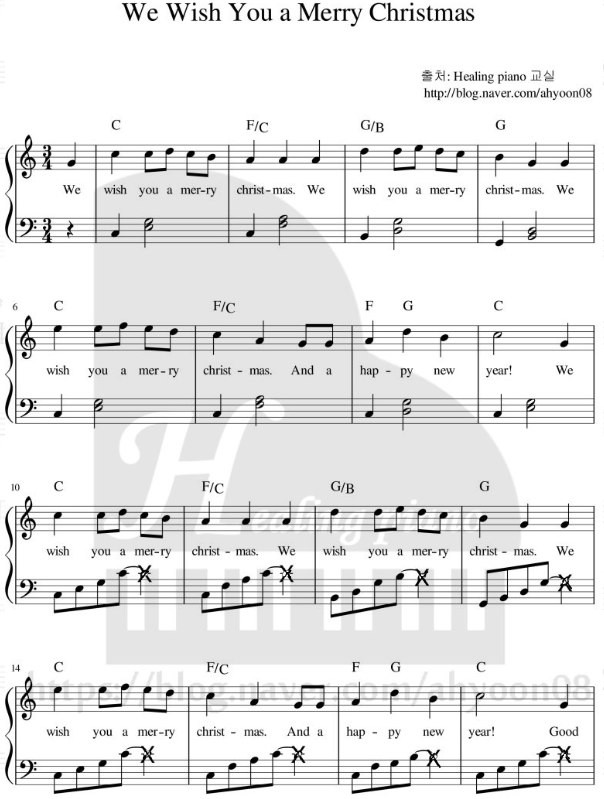 We Wish You a Merry Christmas
출처: Healing piano 교실
http://blog.naver.com/ahyoon08
C F/C G/B G
We wish you a mer--ry christ-mas. We wish you a mer--ry christ-mas. We
6
C F/C F G C
wish you a mer--ry christ-mas. And a hap-py new year! We
10
C F/C G/B G
wish you a mer--ry christ-mas. We wish you a mer--ry christ-mas. We
Healing piano
14
C F/C F G C
https://blog.naver.com/ahyoon08
wish you a mer--ry christ-mas. And a hap-py new year! Good